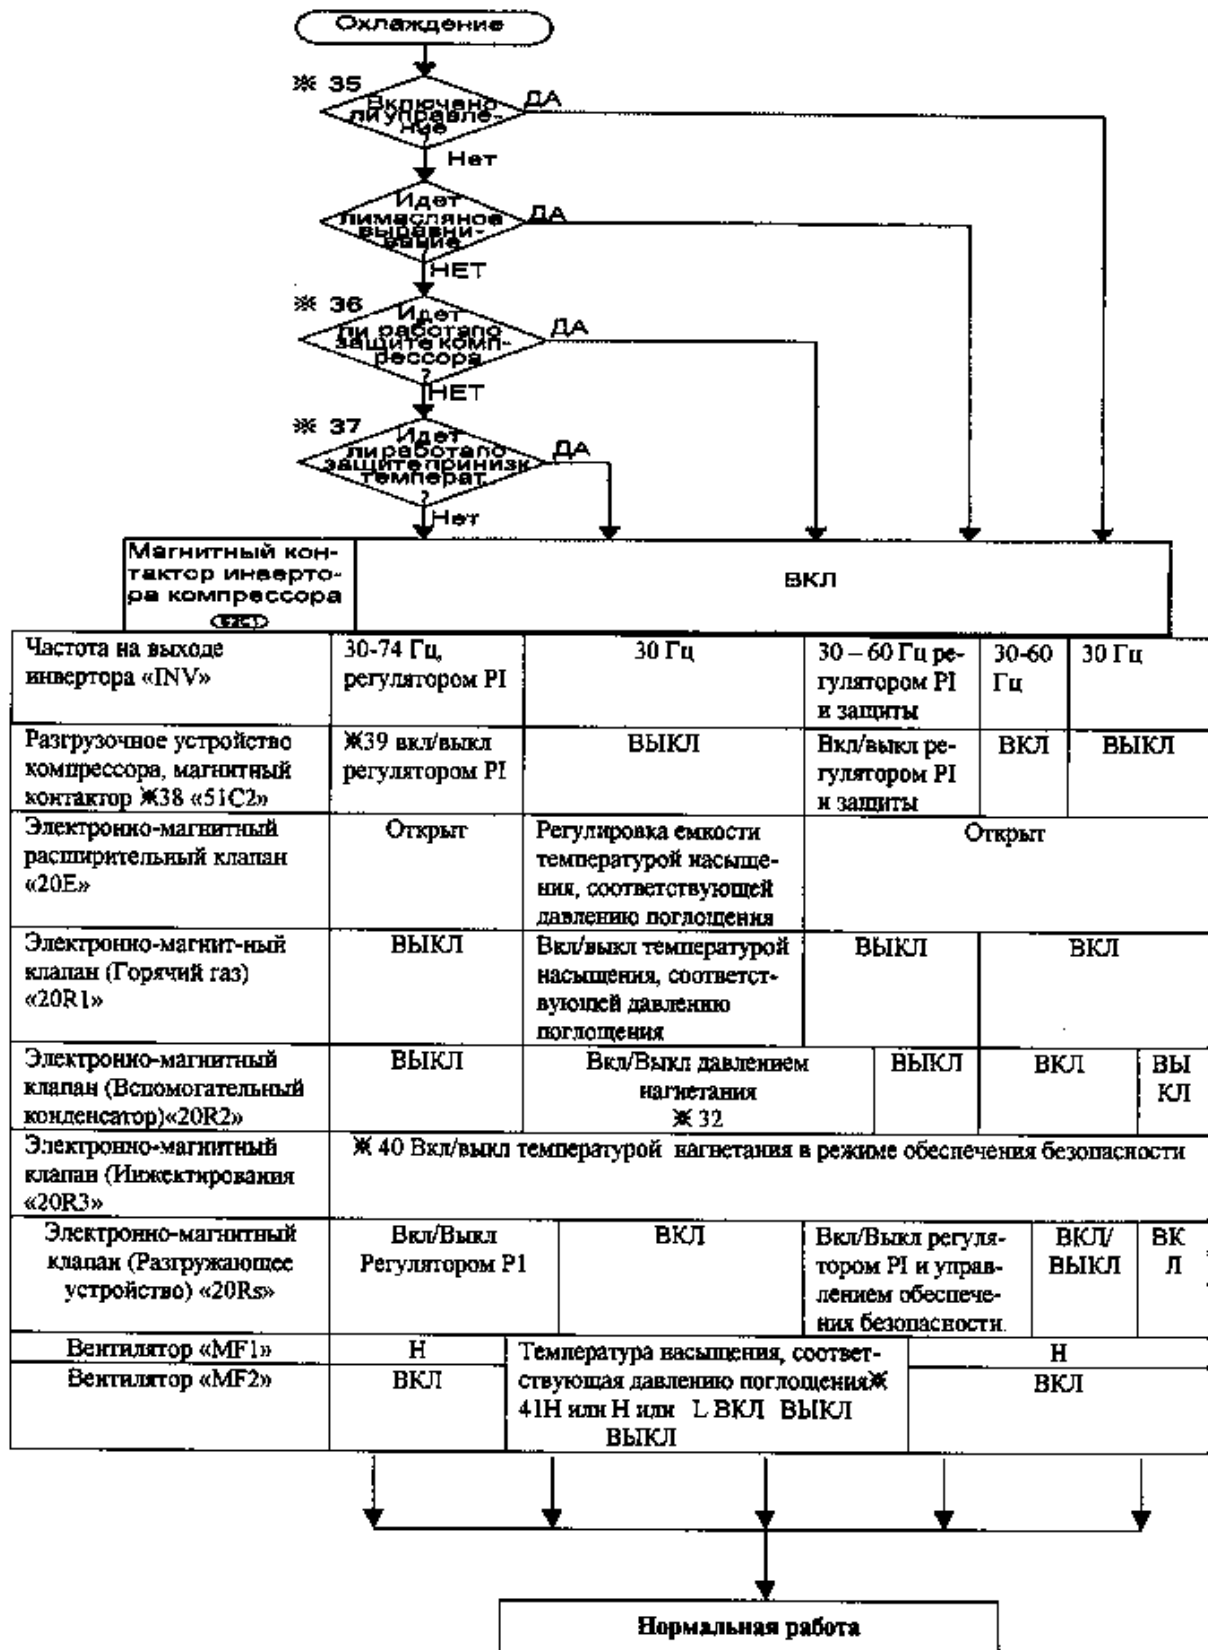 Охлаждение
※ 35
Включено
ли управле-
ние
?
ДА
Нет
Идет
ли масляное
выравни-
вание
ДА
НЕТ
※ 36
Идет
ли работа по
защите комп-
рессора
?
ДА
НЕТ
※ 37
Идет
ли работа по
защите при низк
температ.
?
ДА
Нет
Магнитный кон-
тактор инверто-
ра компрессора
ВКЛ
Частота на выходе
инвертора «INV»
30-74 Гц,
регулятором PI
30 Гц
30 – 60 Гц ре-
гулятором PI
и защиты
30-60
Гц
30 Гц
Разгрузочное устройство
компрессора, магнитный
контактор ※38 «51C2»
※39 вкл/выкл
регулятором PI
ВЫКЛ
Вкл/выкл ре-
гулятором PI
и защиты
ВКЛ
ВЫКЛ
Электронно-магнитный
расширительный клапан
«20E»
Открыт
Регулировка емкости
температурой насыще-
ния, соответствующей
давлению поглощения
Открыт
Электронно-магнит-ный
клапан (Горячий газ)
«20R1»
ВЫКЛ
Вкл/выкл температурой
насыщения, соответст-
вующей давлению
поглощения
ВЫКЛ
ВКЛ
Электронно-магнитный
клапан (Вспомогательный
конденсатор)«20R2»
ВЫКЛ
Вкл/Выкл давлением
нагнетания
※ 32
ВЫКЛ
ВКЛ
ВЫ
КЛ
Электронно-магнитный
клапан (Инжектирования
«20R3»
※ 40 Вкл/выкл температурой нагнетания в режиме обеспечения безопасности
Электронно-магнитный
клапан (Разгружающее
устройство) «20Rs»
Вкл/Выкл
Регулятором P1
ВКЛ
Вкл/Выкл регуля-
тором PI и управ-
лением обеспече-
ния безопасности.
ВКЛ/
ВЫКЛ
ВК
Л
Вентилятор «MF1»
Н
Температура насыщения, соответ-
ствующая давлению поглощения※
41Н или Н или L ВКЛ ВЫКЛ
ВЫКЛ
Н
Вентилятор «MF2»
ВКЛ
ВКЛ
Нормальная работа